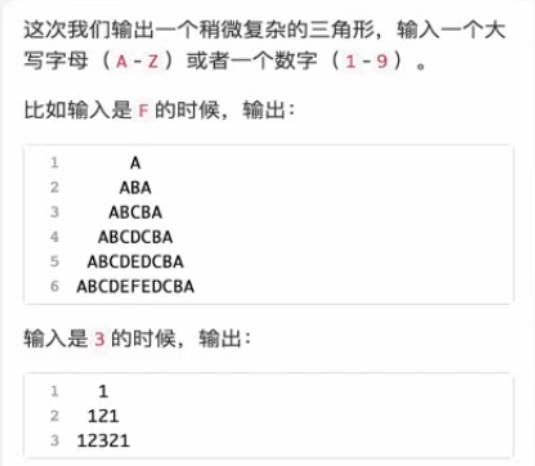 这次我们输出一个稍微复杂的三角形，输入一个大
写字母（A-Z）或者一个数字（1-9）。
比如输入是 F 的时候，输出：
1      A
2     ABA
3    ABCBA
4   ABCDCBA
5  ABCDEDCBA
6 ABCDEFEDCBA
输入是 3 的时候，输出：
1   1
2  121
3 12321